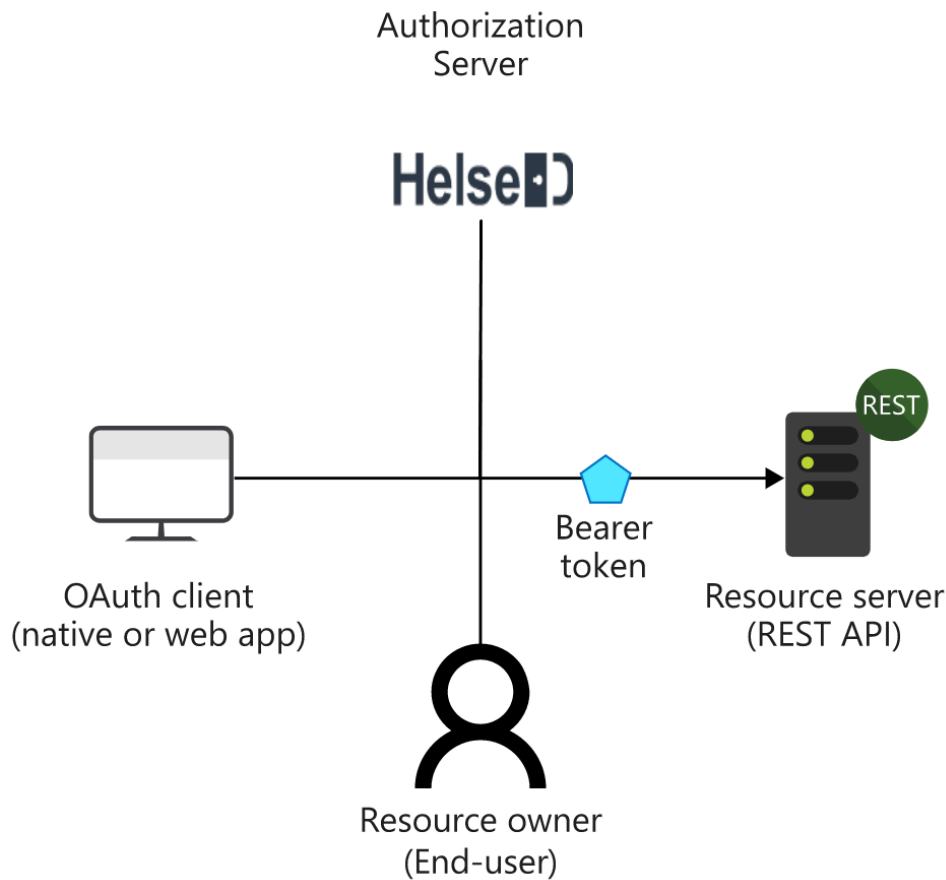 Authorization
Server
HelseID
REST
Bearer
token
OAuth client
(native or web app)
Resource server
(REST API)
Resource owner
(End-user)